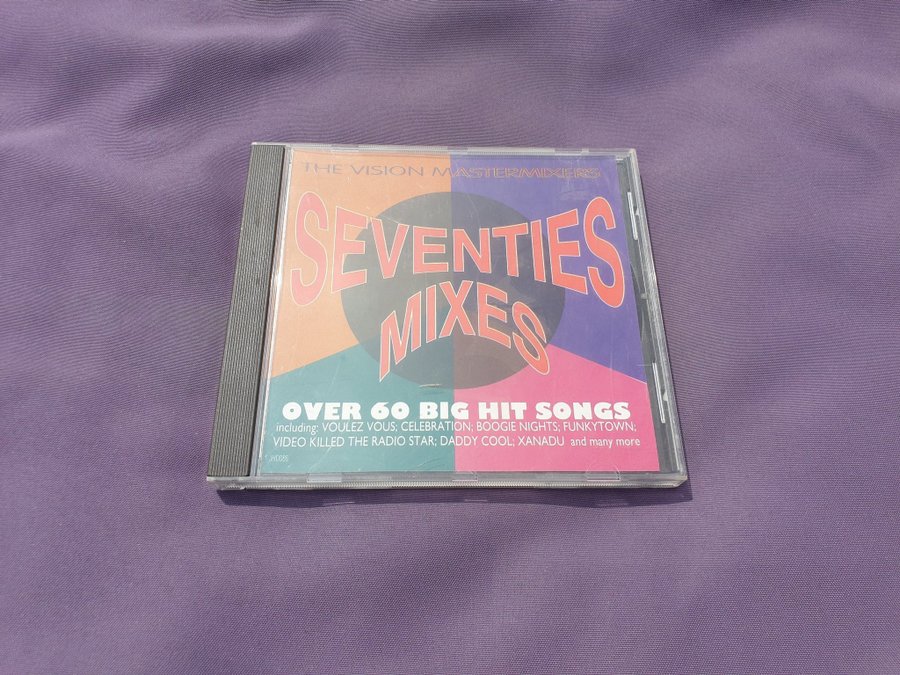 THE VISION MASTERMIXERS
SEVENTIES
MIXES
OVER 60 BIG HIT SONGS
including: VOULEZ VOUS; CELEBRATION; BOOGIE NIGHTS; FUNKYTOWN;
VIDEO KILLED THE RADIO STAR; DADDY COOL; XANADU and many more